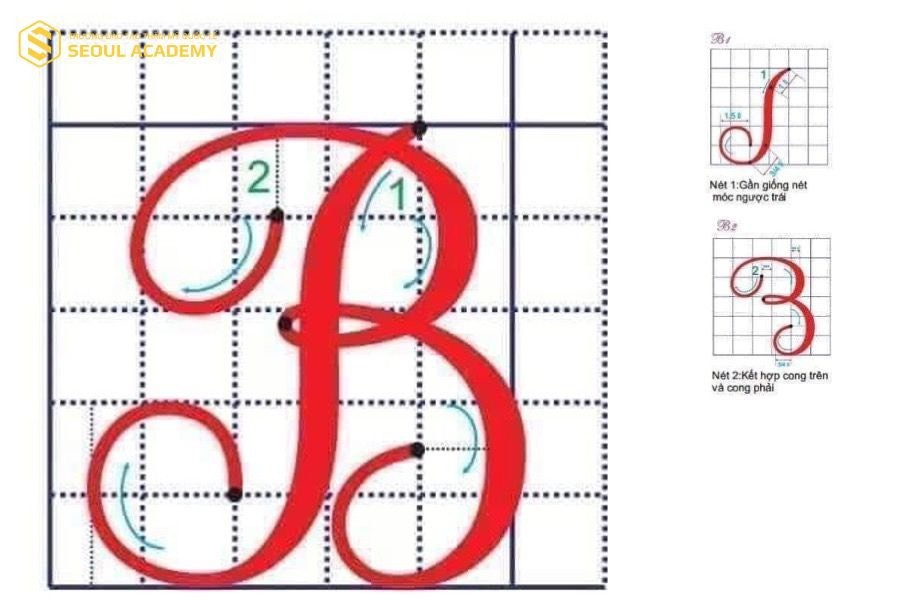 SEOUL ACADEMY
2
1
B
B1
1
1,5 li
Nét 1:Gần giống nét
móc ngược trái
B2
2
Nét 2:Kết hợp cong trên
và cong phải